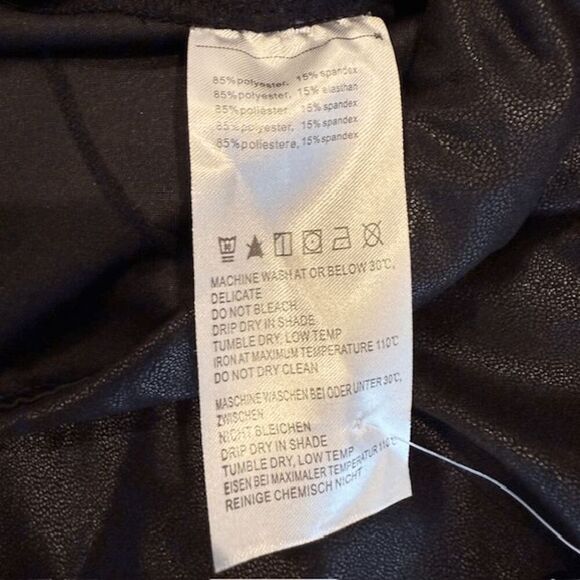 85%polyester, 15% spandex
85%polyester, 15% elasthan
85%poliester, 15%spandex
85%poliester, 15%spandex
85%poliestere, 15%spandex
MACHINE WASH AT OR BELOW 30℃,
DELICATE
DO NOT BLEACH
DRIP DRY IN SHADE
TUMBLE DRY, LOW TEMP
IRON AT MAXIMUM TEMPERATURE 110℃
DO NOT DRY CLEAN
MASCHINE WASCHEN BEI ODER UNTER 30℃,
ZWISCHEN
NICHT BLEICHEN
DRIP DRY IN SHADE
TUMBLE DRY, LOW TEMP
EISEN BEI MAXIMALER TEMPERATUR 110℃
REINIGE CHEMISCH NICHT